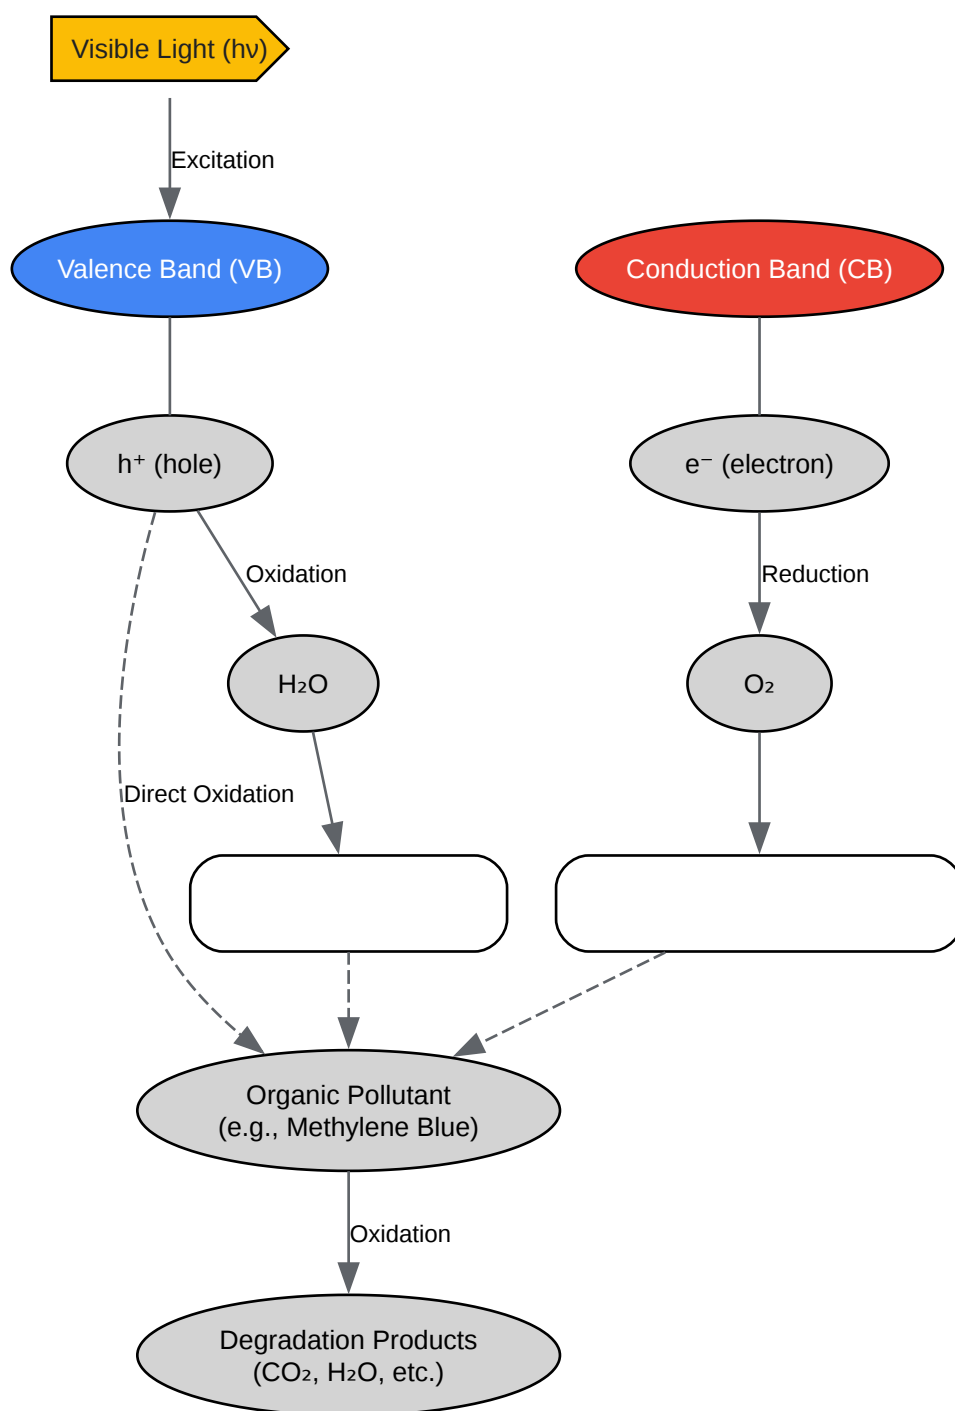 Visible Light (hν)
Excitation
Valence Band (VB)
Conduction Band (CB)
h⁺ (hole)
e⁻ (electron)
Oxidation
Reduction
H₂O
O₂
Direct Oxidation
Organic Pollutant
(e.g., Methylene Blue)
Oxidation
Degradation Products
(CO₂, H₂O, etc.)